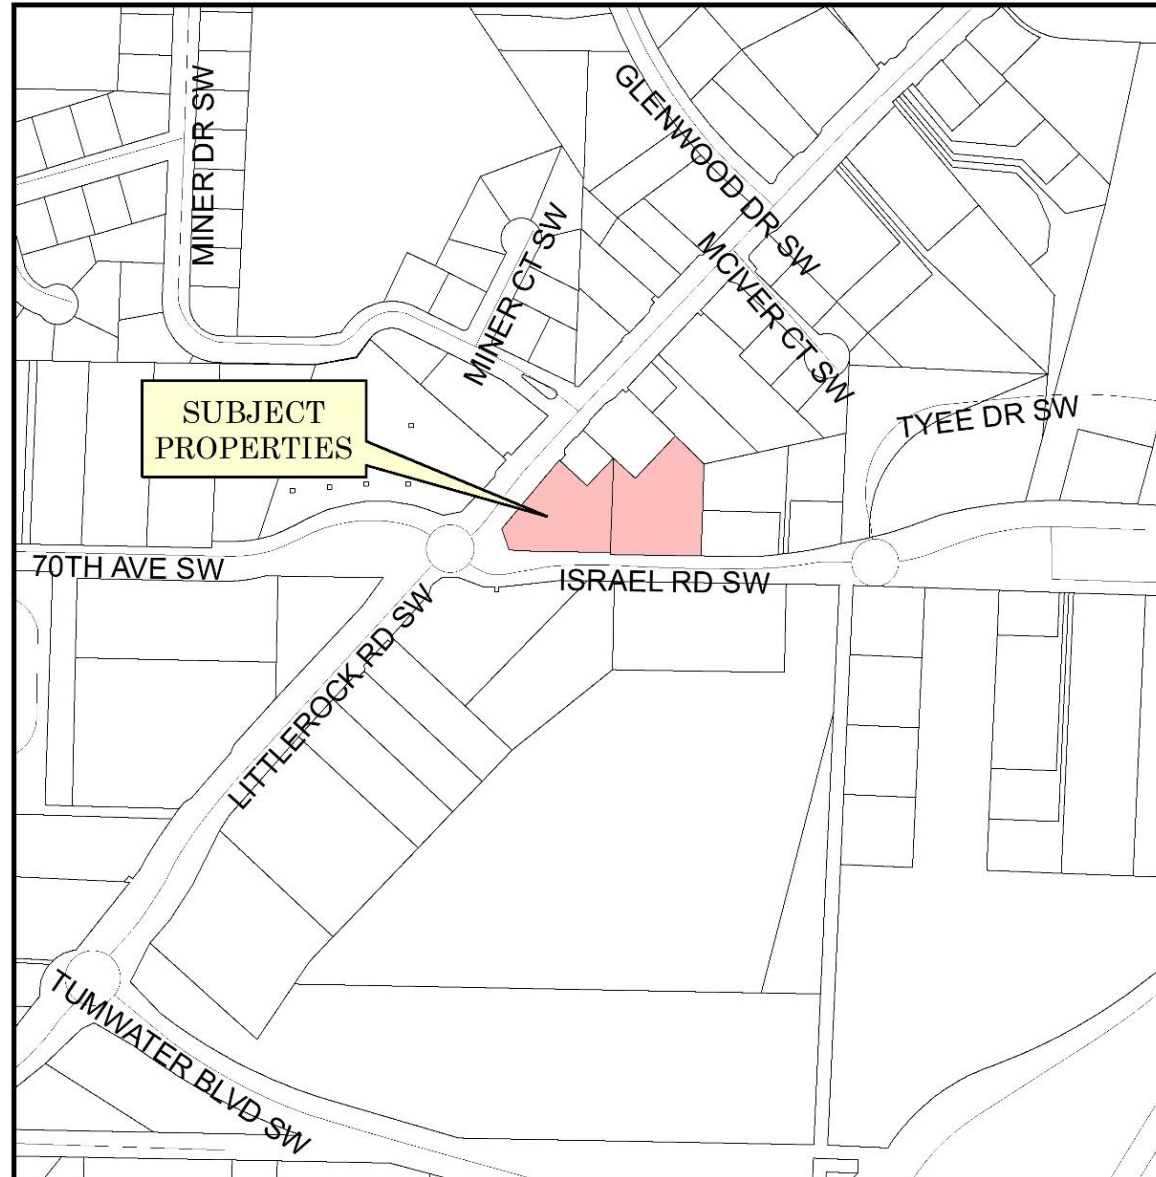 MINER DR SW
GLENWOOD DR SW
MINER CT SW
MCIVER CT SW
SUBJECT
PROPERTIES
TYEE DR SW
70TH AVE SW
ISRAEL RD SW
LITTLEROCK RD SW
TUMWATER BLVD SW